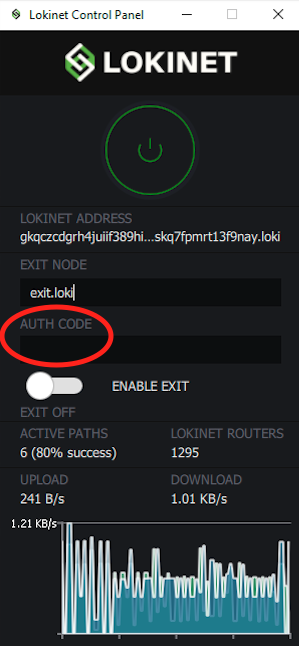 Lokinet Control Panel
LOKINET
LOKINET ADDRESS
gkqczcdgrh4juiif389hi...skq7fpmrt13f9nay.loki
EXIT NODE
exit.loki
AUTH CODE
ENABLE EXIT
EXIT OFF
ACTIVE PATHS LOKINET ROUTERS
6 (80% success) 1295
UPLOAD DOWNLOAD
241 B/s 1.01 KB/s
1.21 KB/s